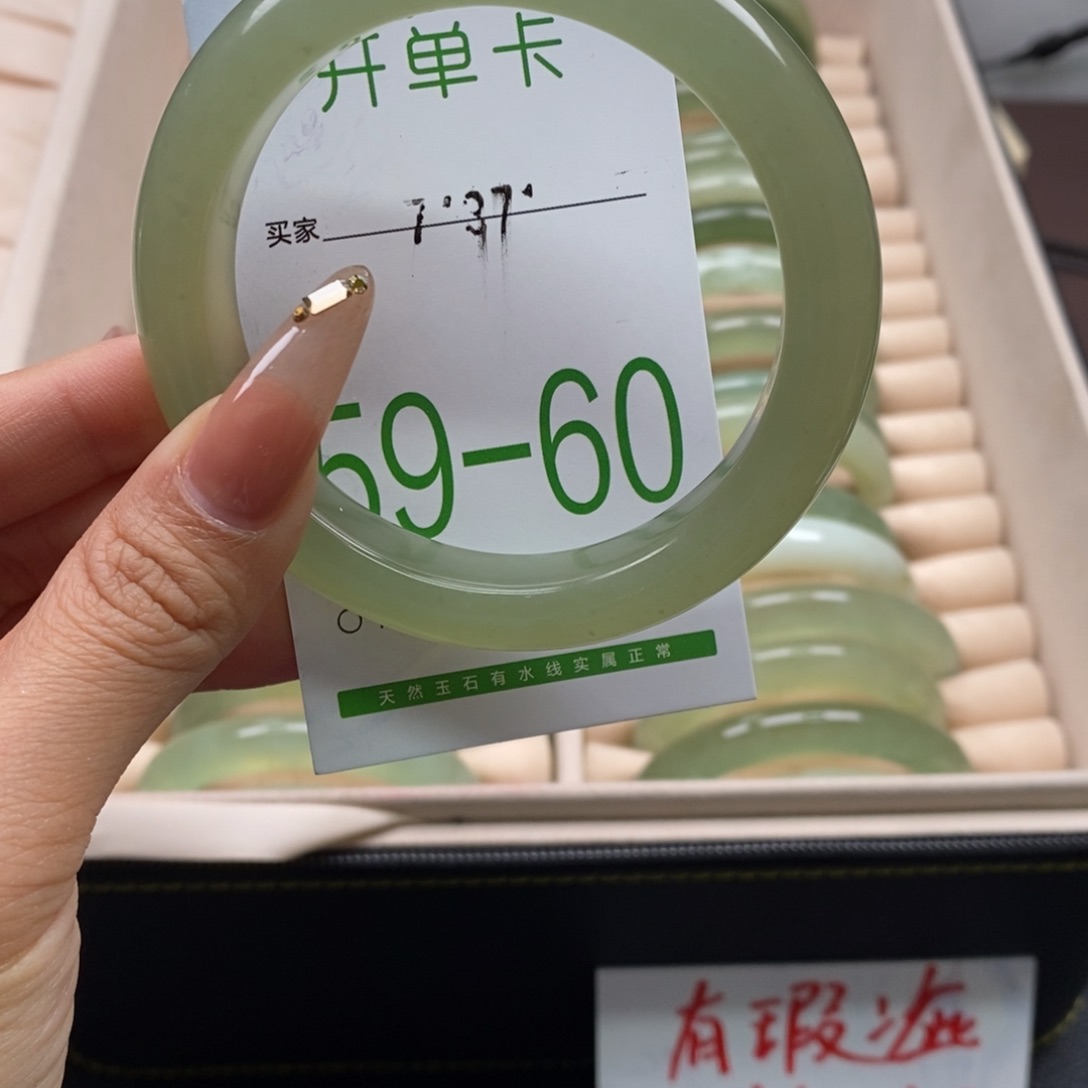 开单卡
买家 7'37'
59-60
天然玉石有水线实属正常
有瑕疵